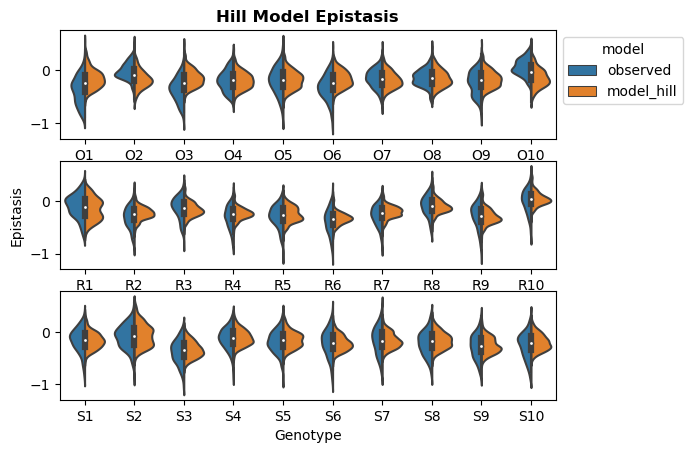 Hill Model Epistasis
model
observed
model_hill
0
−1
O1 O2 O3 O4 O5 O6 O7 O8 O9 O10
Epistasis
0
−1
R1 R2 R3 R4 R5 R6 R7 R8 R9 R10
0
−1
S1 S2 S3 S4 S5 S6 S7 S8 S9 S10
Genotype